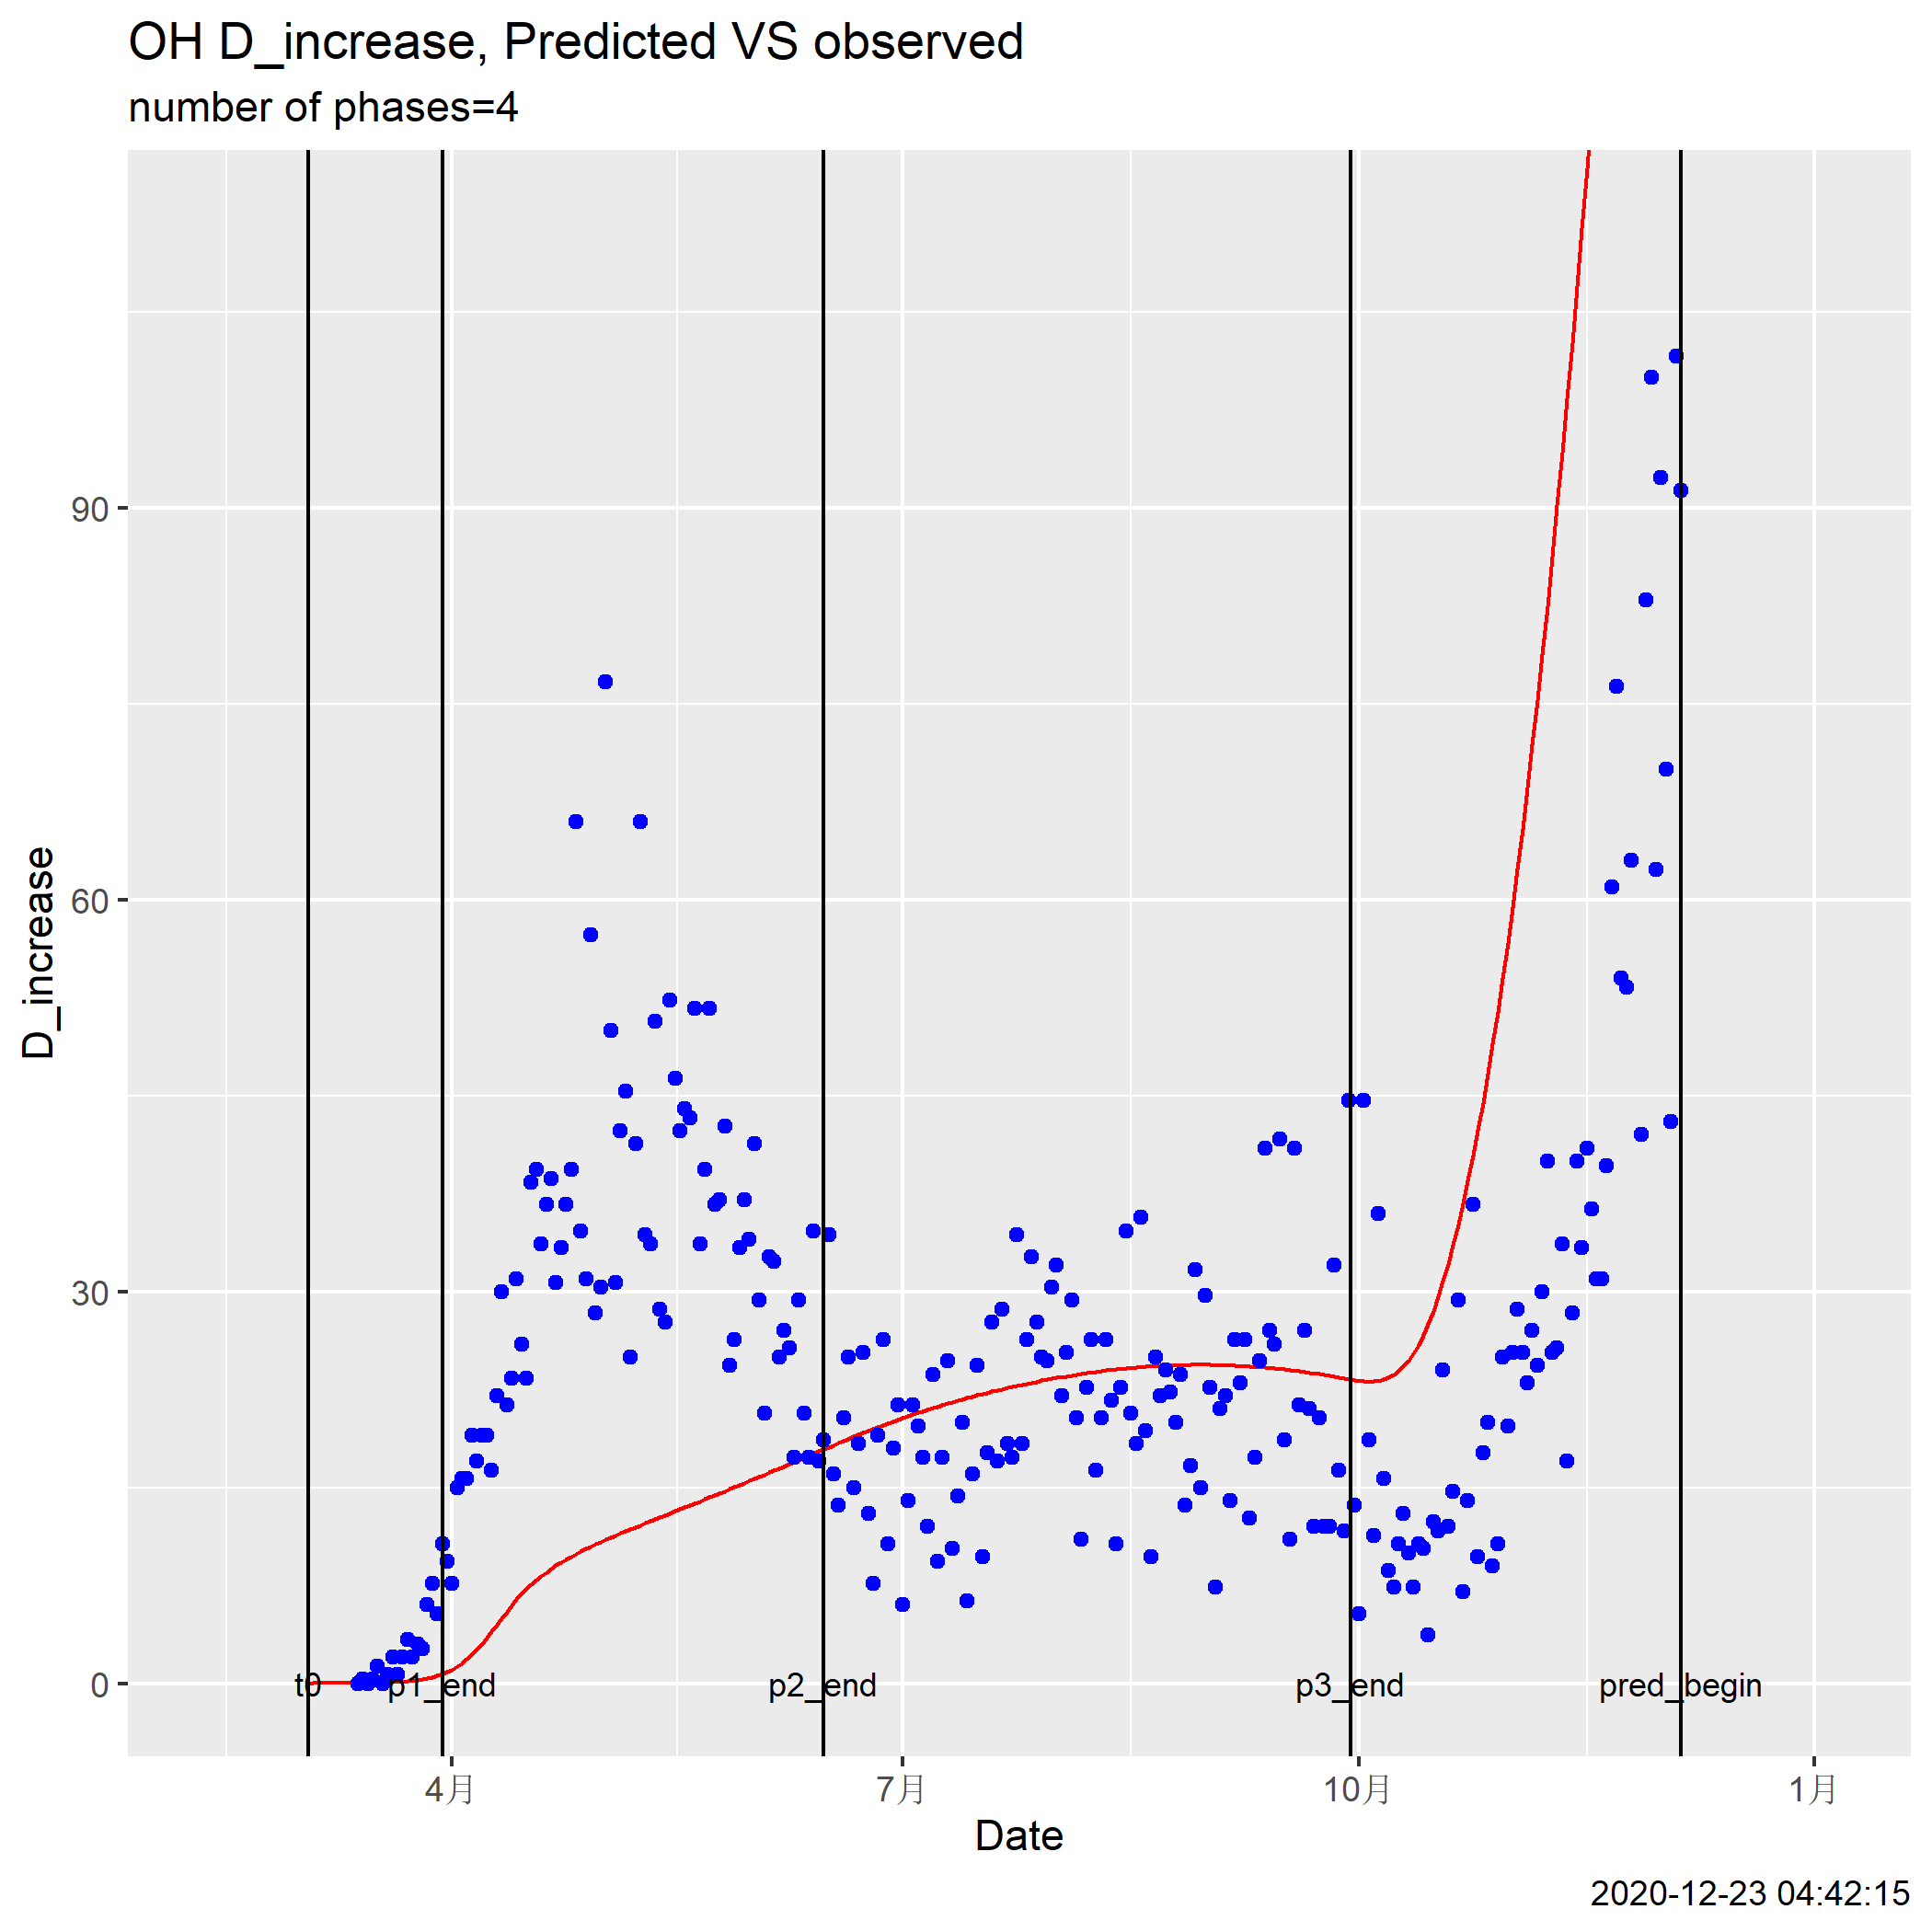 OH D_increase, Predicted VS observed
number of phases=4
D_increase
90
60
30
0
t0
p1_end
p2_end
p3_end
pred_begin
4月
7月
10月
1月
Date
2020-12-23 04:42:15